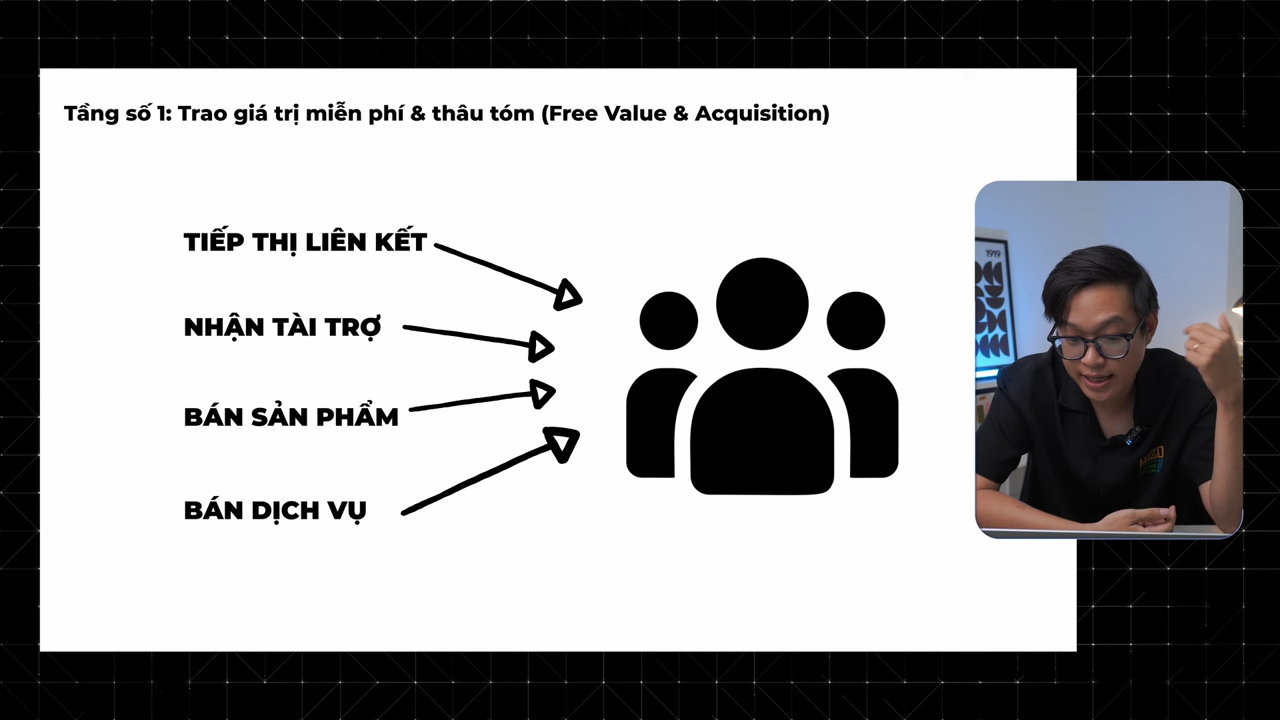 Tầng số 1: Trao giá trị miễn phí & thâu tóm (Free Value & Acquisition)
TIẾP THỊ LIÊN KẾT
NHẬN TÀI TRỢ
BÁN SẢN PHẨM
BÁN DỊCH VỤ
1919